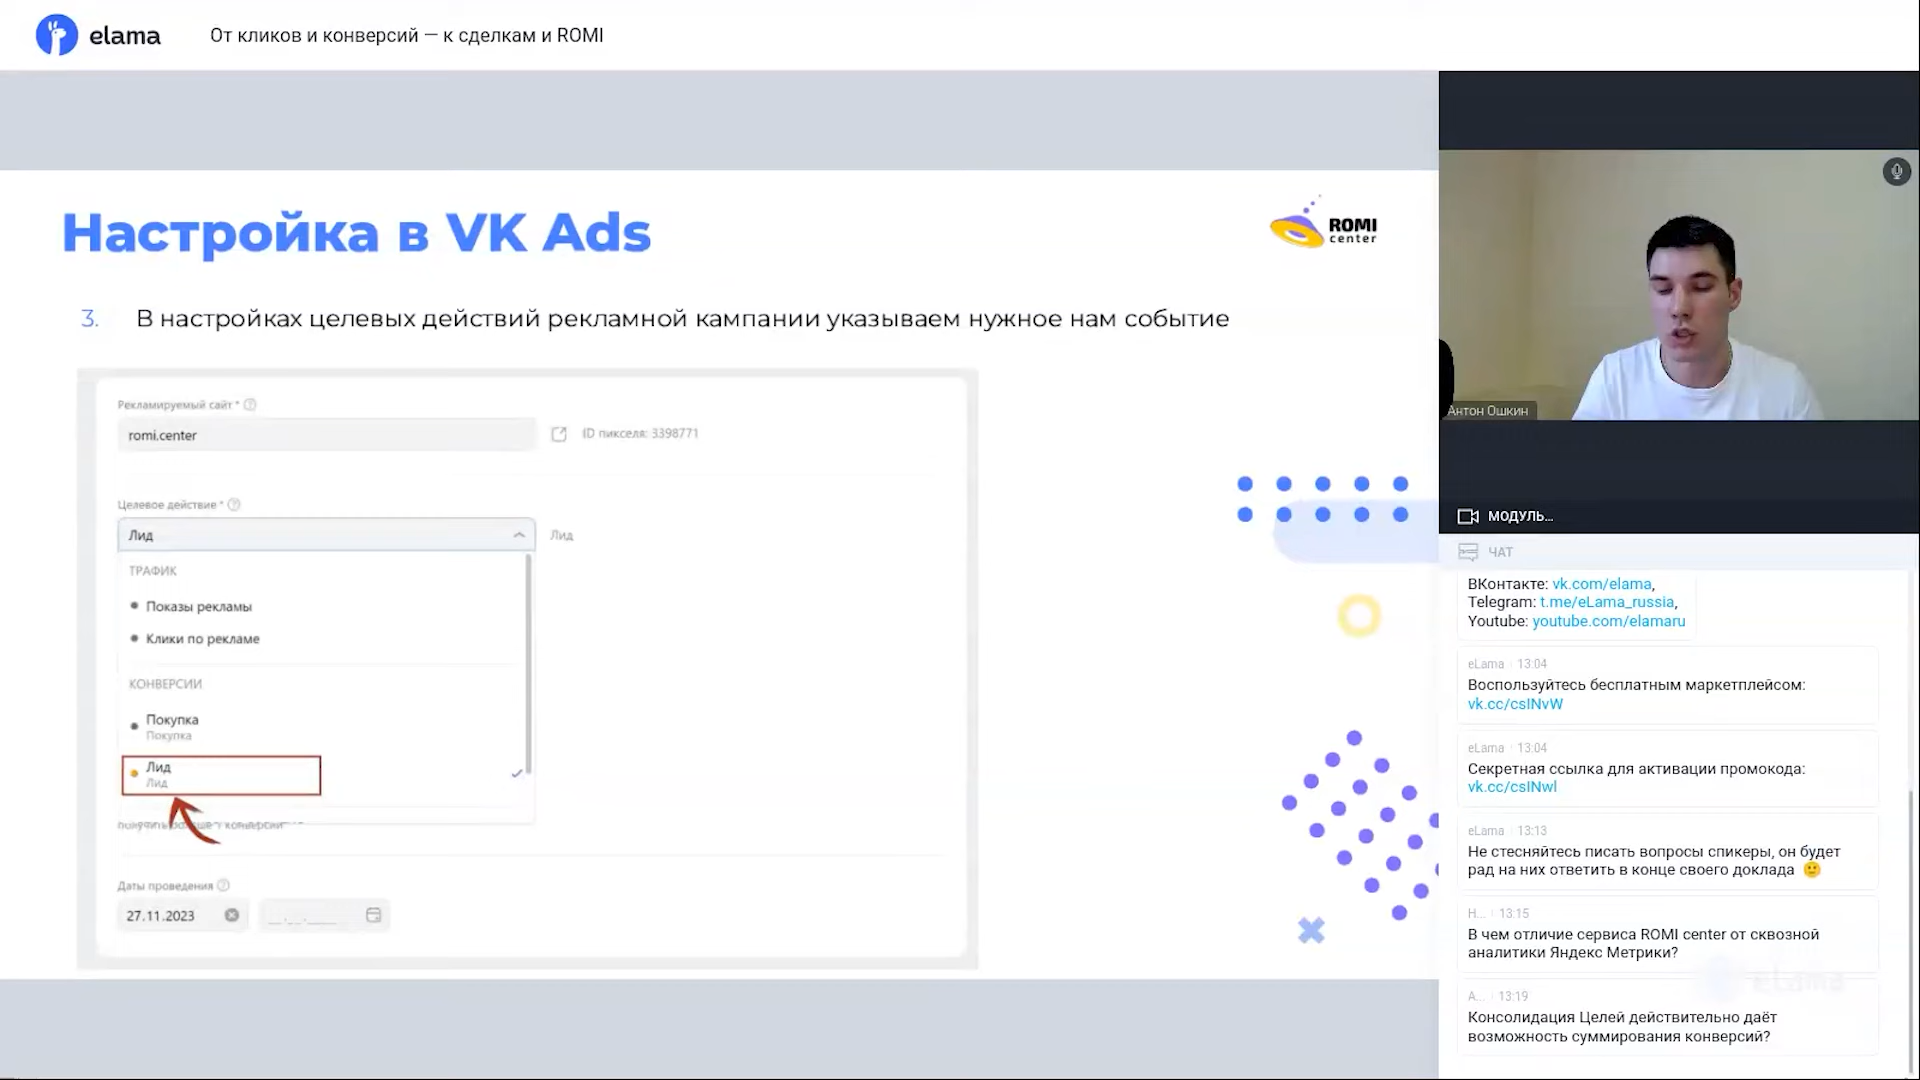 elama
От кликов и конверсий — к сделкам и ROMI
Настройка в VK Ads
ROMI
center
3. В настройках целевых действий рекламной кампании указываем нужное нам событие
Рекламируемый сайт *
romi.center
ID пикселя: 3398771
Целевое действие *
Лид
Лид
ТРАФИК
Показы рекламы
Клики по рекламе
КОНВЕРСИИ
Покупка
Покупка
Лид
Лид
получить больше 1 конверсии
Даты проведения
27.11.2023
Антон Ошкин
МОДУЛЬ...
ЧАТ
ВКонтакте: vk.com/elama,
Telegram: t.me/eLama_russia,
Youtube: youtube.com/elamaru
eLama 13:04
Воспользуйтесь бесплатным маркетплейсом:
vk.cc/csINvW
eLama 13:04
Секретная ссылка для активации промокода:
vk.cc/csINwl
eLama 13:13
Не стесняйтесь писать вопросы спикеры, он будет
рад на них ответить в конце своего доклада 🙂
Н... 13:15
В чем отличие сервиса ROMI center от сквозной
аналитики Яндекс Метрики?
А... 13:19
Консолидация Целей действительно даёт
возможность суммирования конверсий?
eLama